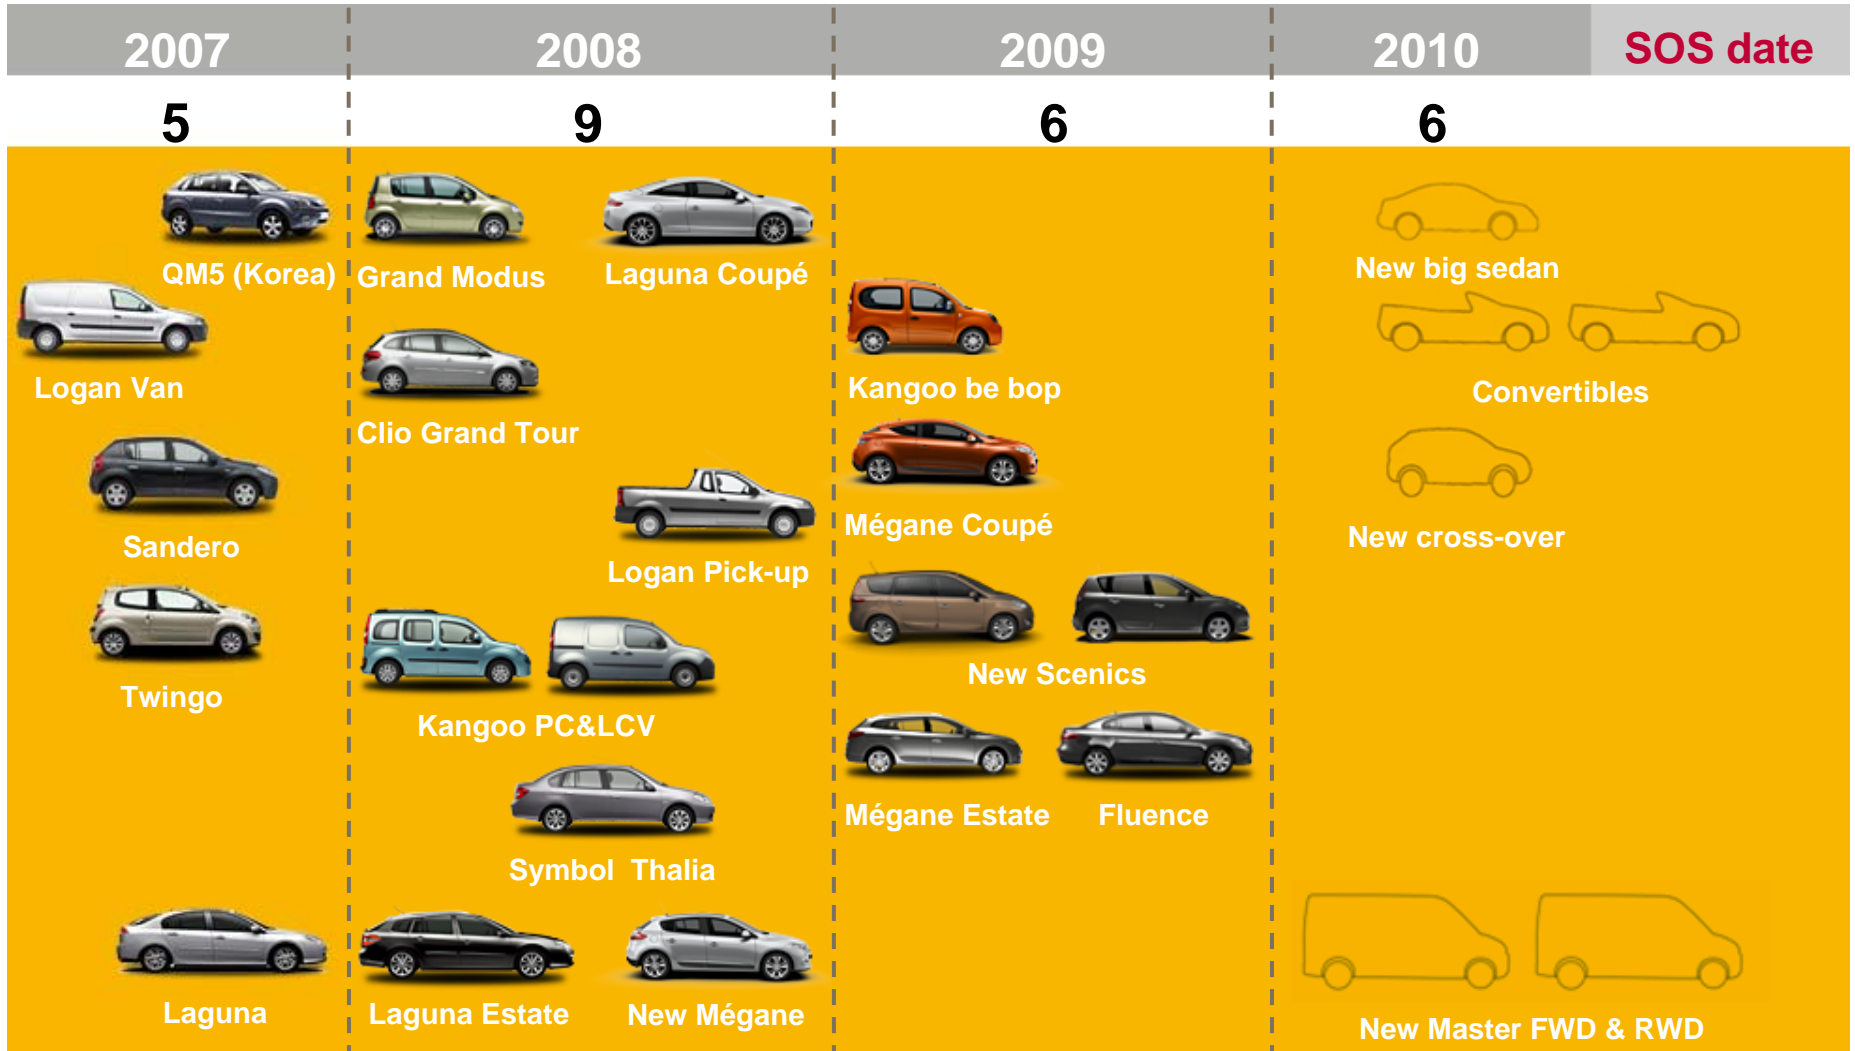 2007 2008 2009 2010 SOS date
5 9 6 6
QM5 (Korea)
Logan Van
Sandero
Twingo
Laguna
Grand Modus
Laguna Coupé
Clio Grand Tour
Logan Pick-up
Kangoo PC&LCV
Symbol Thalia
Laguna Estate
New Mégane
Kangoo be bop
Mégane Coupé
New Scenics
Mégane Estate
Fluence
New big sedan
Convertibles
New cross-over
New Master FWD & RWD